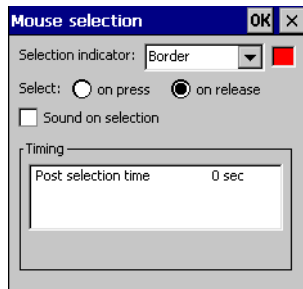 Mouse selection OK
Selection indicator: Border
Select: on press on release
Sound on selection
Timing
Post selection time 0 sec